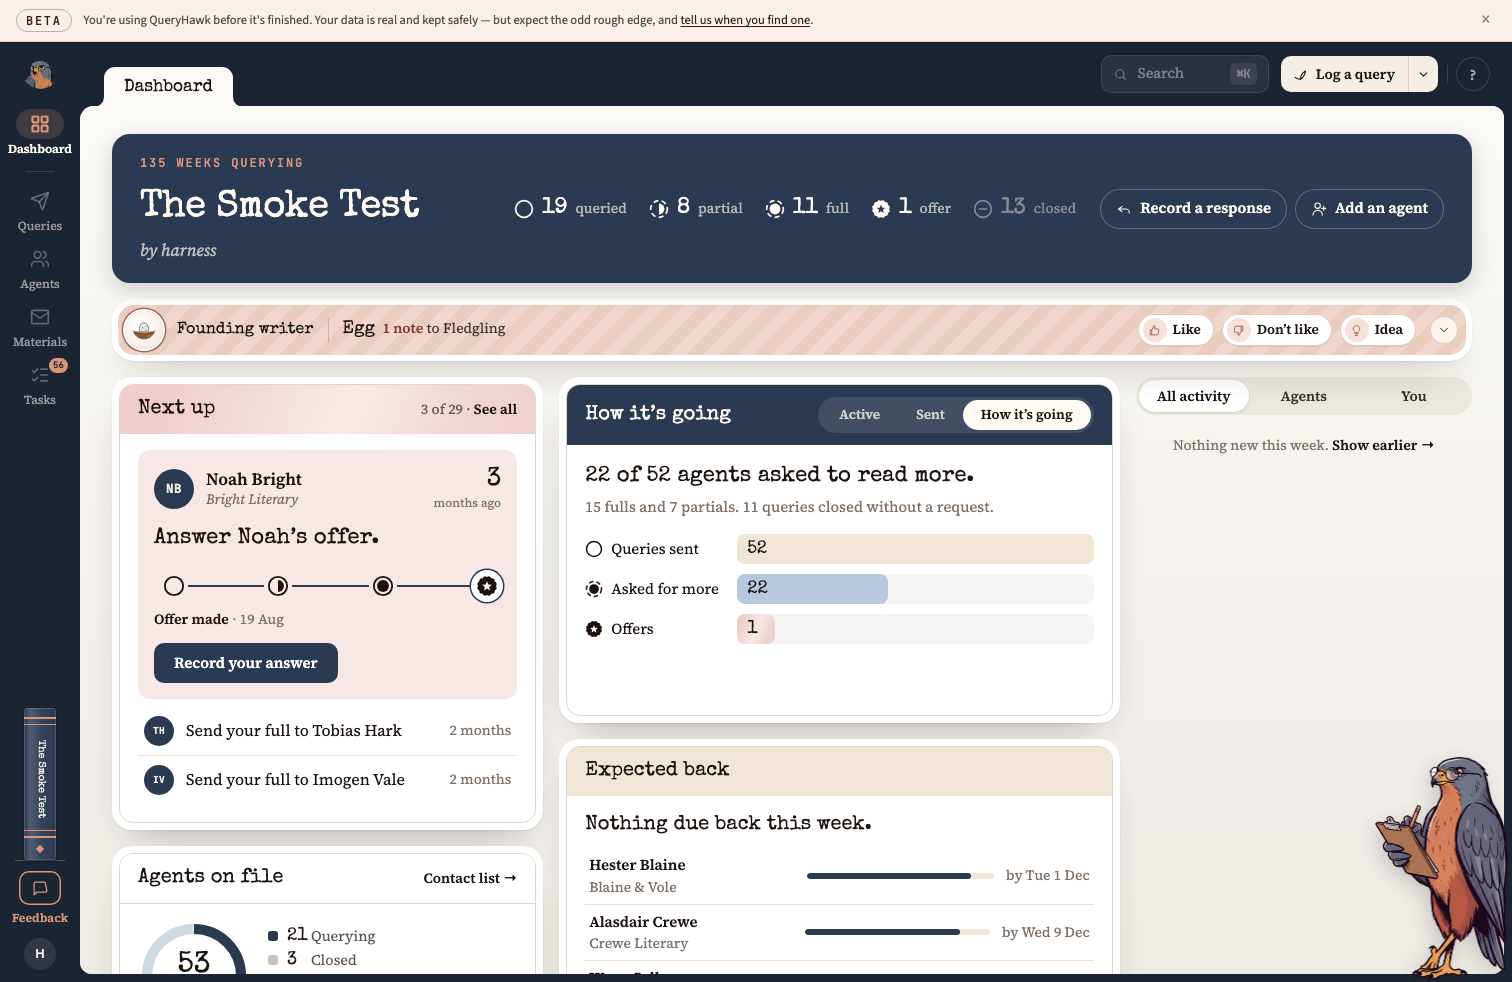 BETA You're using QueryHawk before it's finished. Your data is real and kept safely — but expect the odd rough edge, and tell us when you find one. ×
Dashboard
Search ⌘K
Log a query
?
Dashboard
Queries
Agents
Materials
56
Tasks
The Smoke Test
Feedback
H
135 WEEKS QUERYING
The Smoke Test
by harness
19 queried
8 partial
11 full
1 offer
13 closed
Record a response
Add an agent
Founding writer
Egg 1 note to Fledgling
Like
Don't like
Idea
Next up
3 of 29 · See all
NB
Noah Bright
Bright Literary
3
months ago
Answer Noah's offer.
Offer made · 19 Aug
Record your answer
TH Send your full to Tobias Hark 2 months
IV Send your full to Imogen Vale 2 months
Agents on file
Contact list →
53
21 Querying
3 Closed
How it's going
Active Sent How it's going
22 of 52 agents asked to read more.
15 fulls and 7 partials. 11 queries closed without a request.
Queries sent 52
Asked for more 22
Offers 1
Expected back
Nothing due back this week.
Hester Blaine
Blaine & Vole
by Tue 1 Dec
Alasdair Crewe
Crewe Literary
by Wed 9 Dec
All activity Agents You
Nothing new this week. Show earlier →